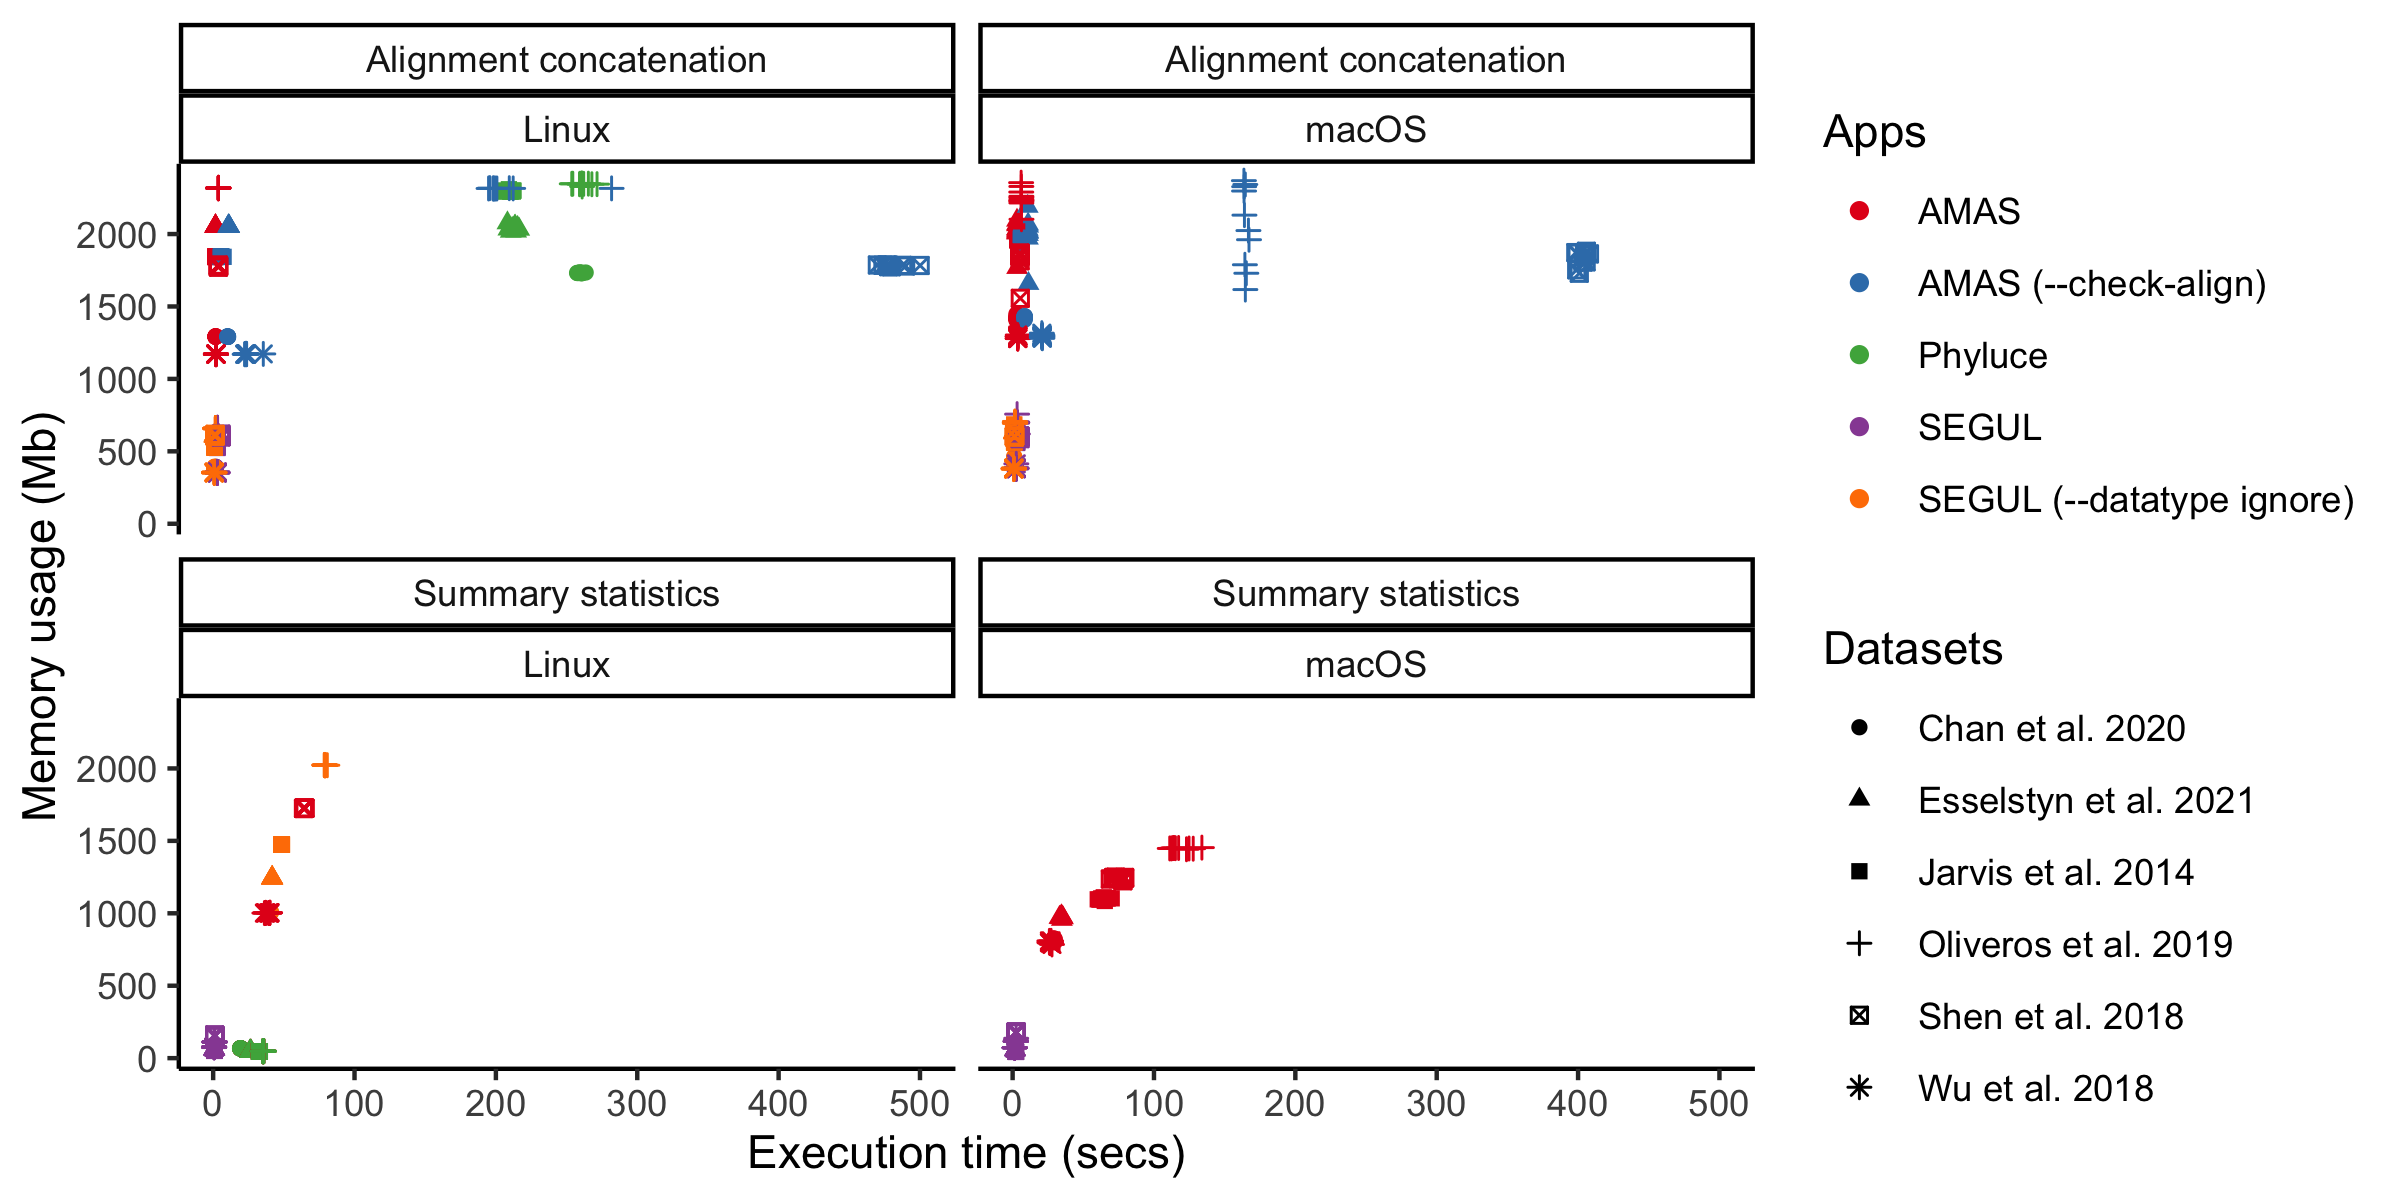 Alignment concatenation
Alignment concatenation
Linux
macOS
2000
1500
1000
500
0
Summary statistics
Summary statistics
Linux
macOS
2000
1500
1000
500
0
0 100 200 300 400 500
0 100 200 300 400 500
Execution time (secs)
Memory usage (Mb)
Apps
AMAS
AMAS (--check-align)
Phyluce
SEGUL
SEGUL (--datatype ignore)
Datasets
Chan et al. 2020
Esselstyn et al. 2021
Jarvis et al. 2014
Oliveros et al. 2019
Shen et al. 2018
Wu et al. 2018